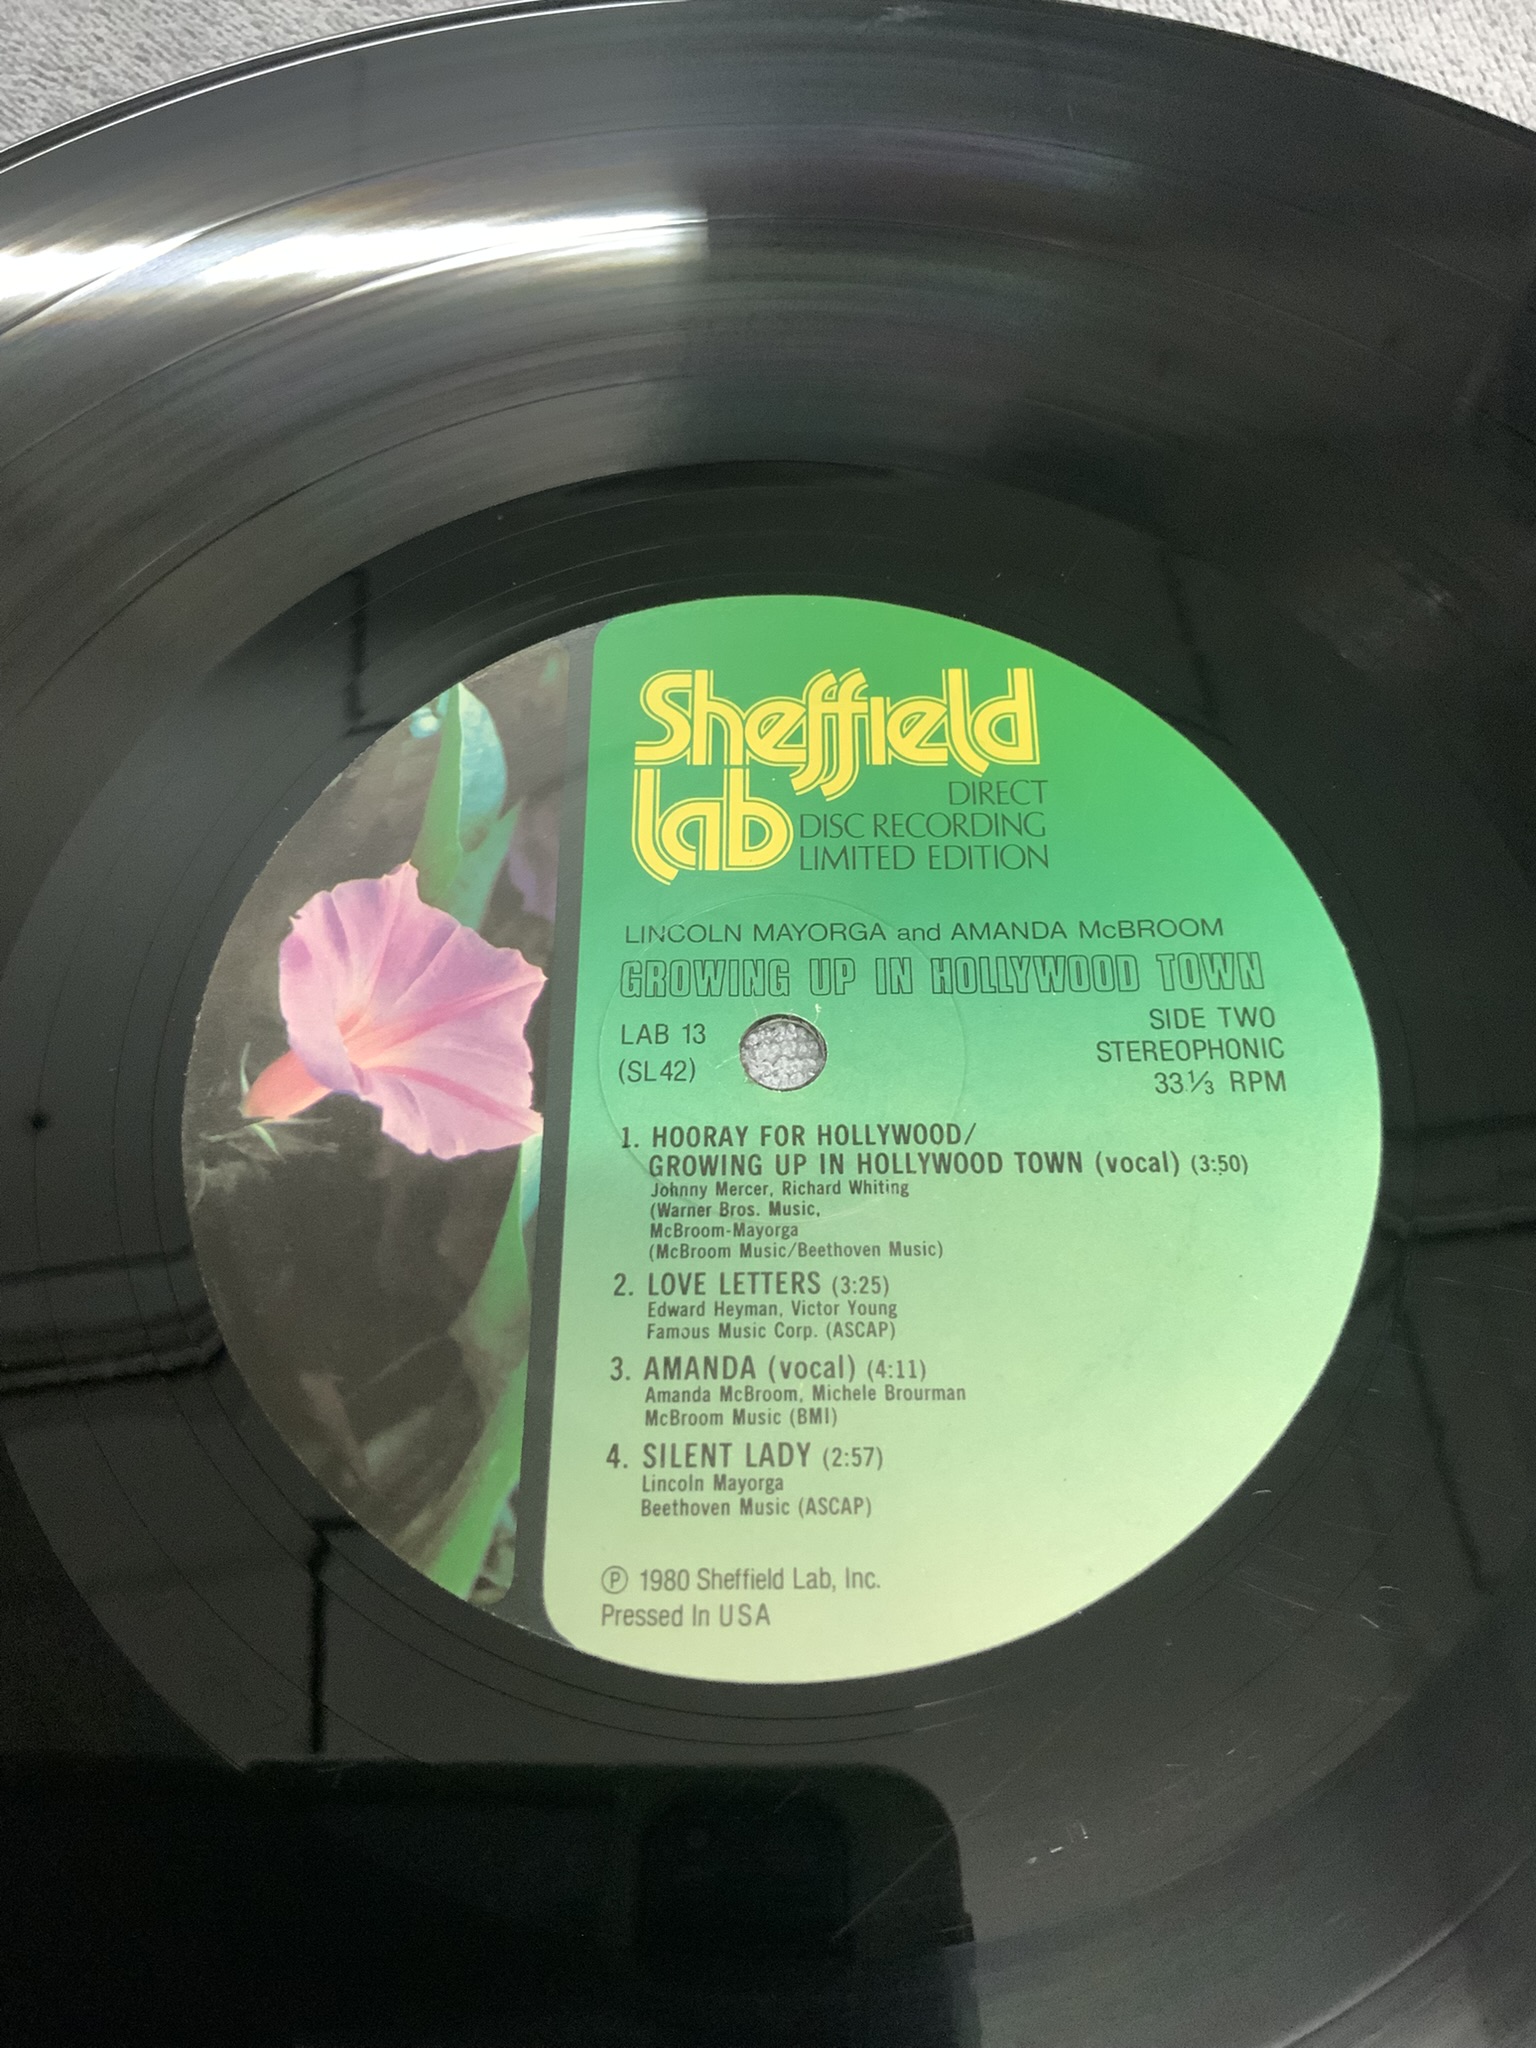 Sheffield
Lab
DIRECT
DISC RECORDING
LIMITED EDITION
LINCOLN MAYORGA and AMANDA McBROOM
GROWING UP IN HOLLYWOOD TOWN
LAB 13
(SL42)
SIDE TWO
STEREOPHONIC
33 1/3 RPM
1. HOORAY FOR HOLLYWOOD/
GROWING UP IN HOLLYWOOD TOWN (vocal) (3:50)
Johnny Mercer, Richard Whiting
(Warner Bros. Music,
McBroom-Mayorga
(McBroom Music/Beethoven Music)
2. LOVE LETTERS (3:25)
Edward Heyman, Victor Young
Famous Music Corp. (ASCAP)
3. AMANDA (vocal) (4:11)
Amanda McBroom, Michele Brourman
McBroom Music (BMI)
4. SILENT LADY (2:57)
Lincoln Mayorga
Beethoven Music (ASCAP)
℗ 1980 Sheffield Lab, Inc.
Pressed In USA